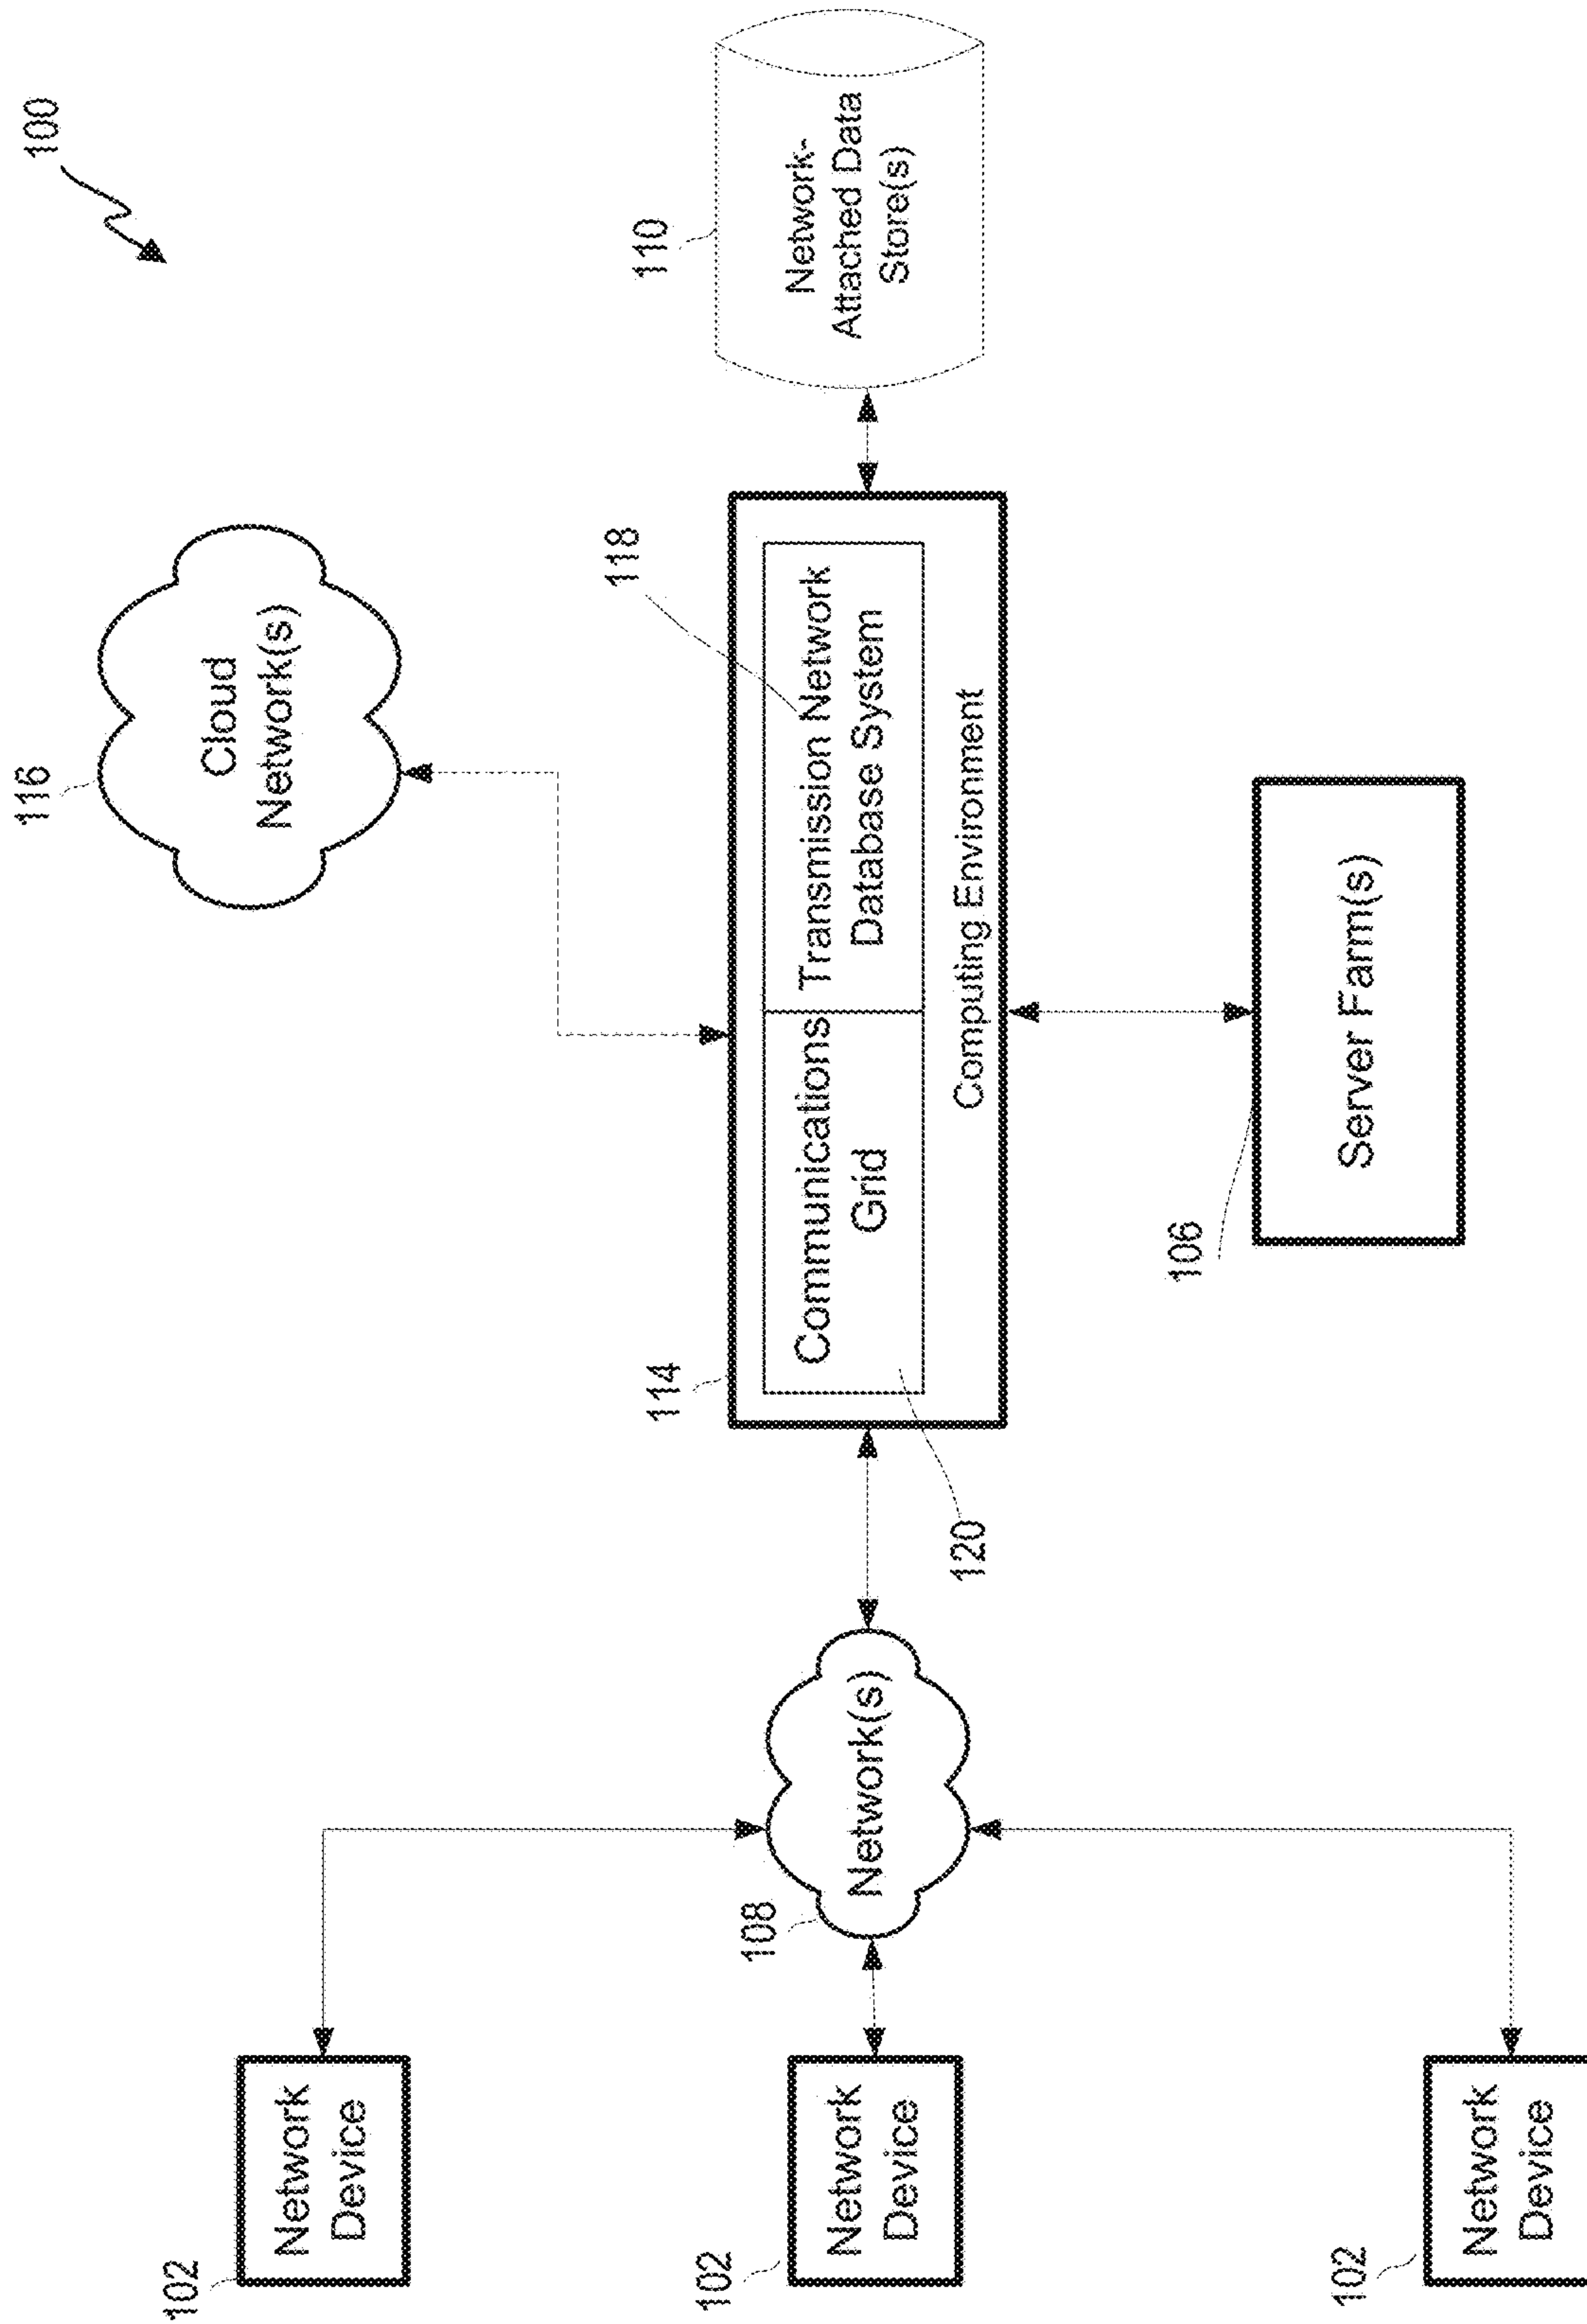 100
116
Cloud
Network(s)
110
Network-
Attached Data
Store(s)
118
114
Communications
Grid
Transmission Network
Database System
Computing Environment
120
106
Server Farm(s)
108
Network(s)
102
Network
Device
102
Network
Device
102
Network
Device